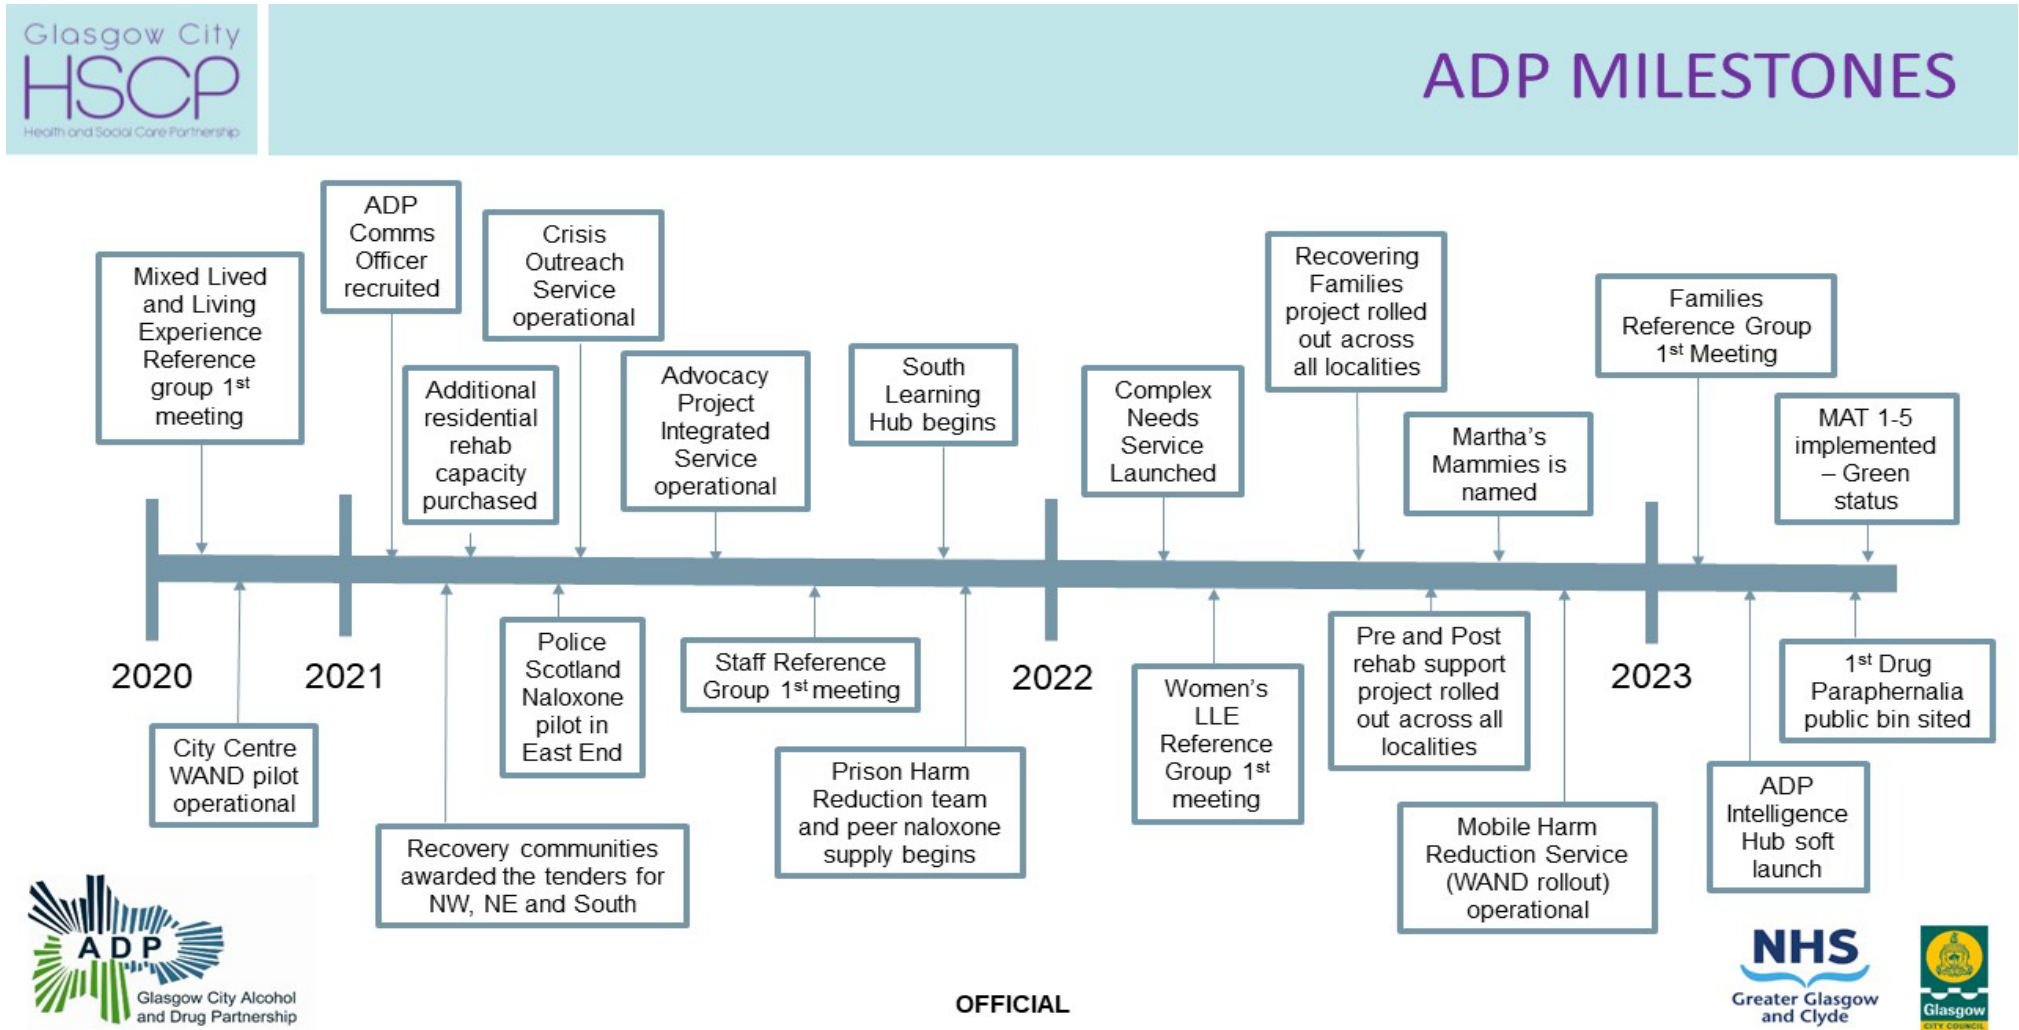 Glasgow City
HSCP
Health and Social Care Partnership
ADP MILESTONES
Mixed Lived
and Living
Experience
Reference
group 1st
meeting
ADP
Comms
Officer
recruited
Additional
residential
rehab
capacity
purchased
Crisis
Outreach
Service
operational
Advocacy
Project
Integrated
Service
operational
South
Learning
Hub begins
Complex
Needs
Service
Launched
Recovering
Families
project rolled
out across
all localities
Martha's
Mammies is
named
Families
Reference Group
1st Meeting
MAT 1-5
implemented
– Green
status
2020
2021
2022
2023
City Centre
WAND pilot
operational
Recovery communities
awarded the tenders for
NW, NE and South
Police
Scotland
Naloxone
pilot in
East End
Staff Reference
Group 1st meeting
Prison Harm
Reduction team
and peer naloxone
supply begins
Women's
LLE
Reference
Group 1st
meeting
Pre and Post
rehab support
project rolled
out across all
localities
Mobile Harm
Reduction Service
(WAND rollout)
operational
ADP
Intelligence
Hub soft
launch
1st Drug
Paraphernalia
public bin sited
ADP
Glasgow City Alcohol
and Drug Partnership
OFFICIAL
NHS
Greater Glasgow
and Clyde
Glasgow
CITY COUNCIL